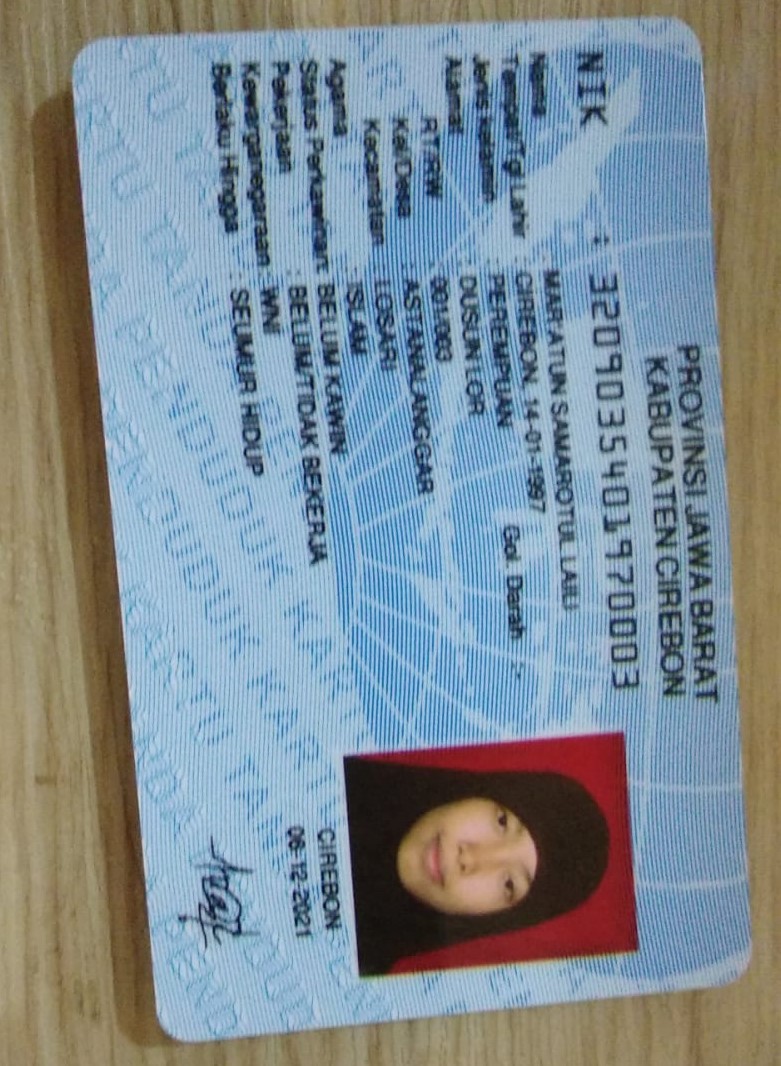 PROVINSI JAWA BARAT
KABUPATEN CIREBON
NIK : 3209035401970003
Nama : MAR'ATUN SAMAROTUL LAILI
Tempat/Tgl Lahir : CIREBON, 14-01-1997
Jenis Kelamin : PEREMPUAN Gol. Darah : -
Alamat : DUSUN LOR
RT/RW : 001/003
Kel/Desa : ASTANALANGGAR
Kecamatan : LOSARI
Agama : ISLAM
Status Perkawinan : BELUM KAWIN
Pekerjaan : BELUM/TIDAK BEKERJA
Kewarganegaraan : WNI
Berlaku Hingga : SEUMUR HIDUP
CIREBON
06-12-2021